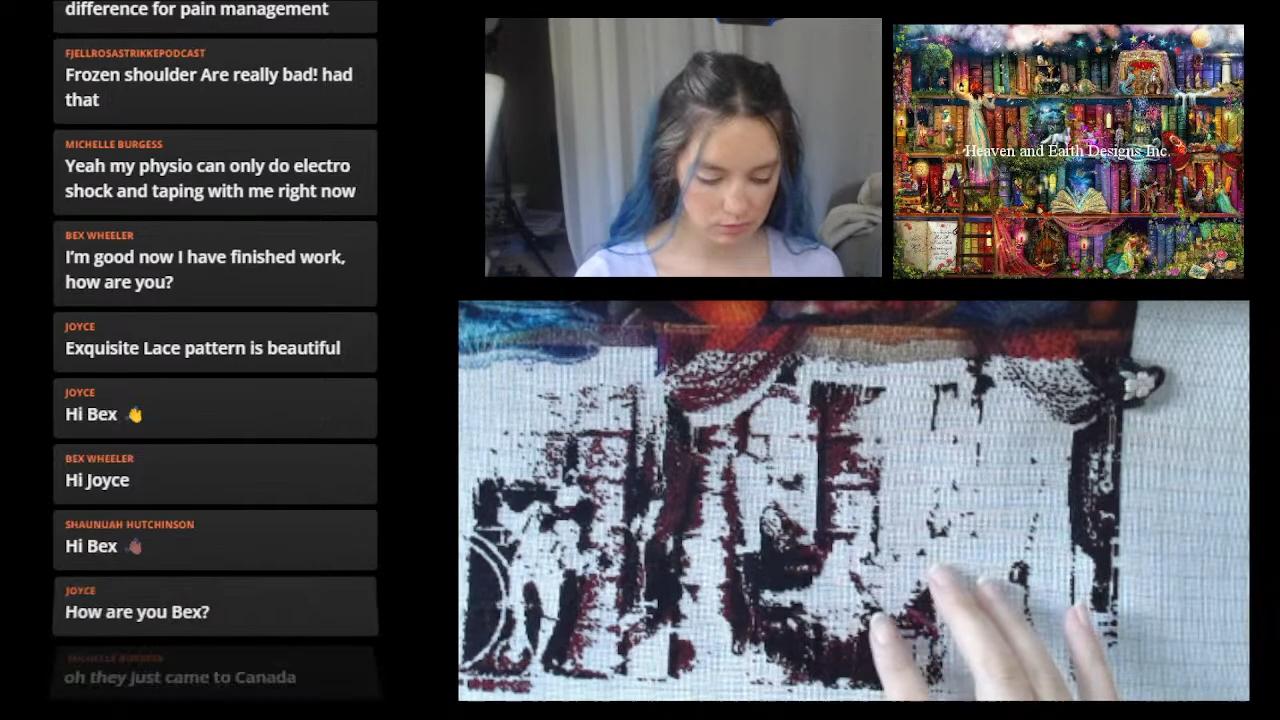 difference for pain management
FJELLROSASTRIKKEPODCAST
Frozen shoulder Are really bad! had
that
MICHELLE BURGESS
Yeah my physio can only do electro
shock and taping with me right now
BEX WHEELER
I'm good now I have finished work,
how are you?
JOYCE
Exquisite Lace pattern is beautiful
JOYCE
Hi Bex 👋
BEX WHEELER
Hi Joyce
SHAUNUAH HUTCHINSON
Hi Bex 👋🏽
JOYCE
How are you Bex?
MICHELLE BURGESS
oh they just came to Canada
Heaven and Earth Designs Inc.